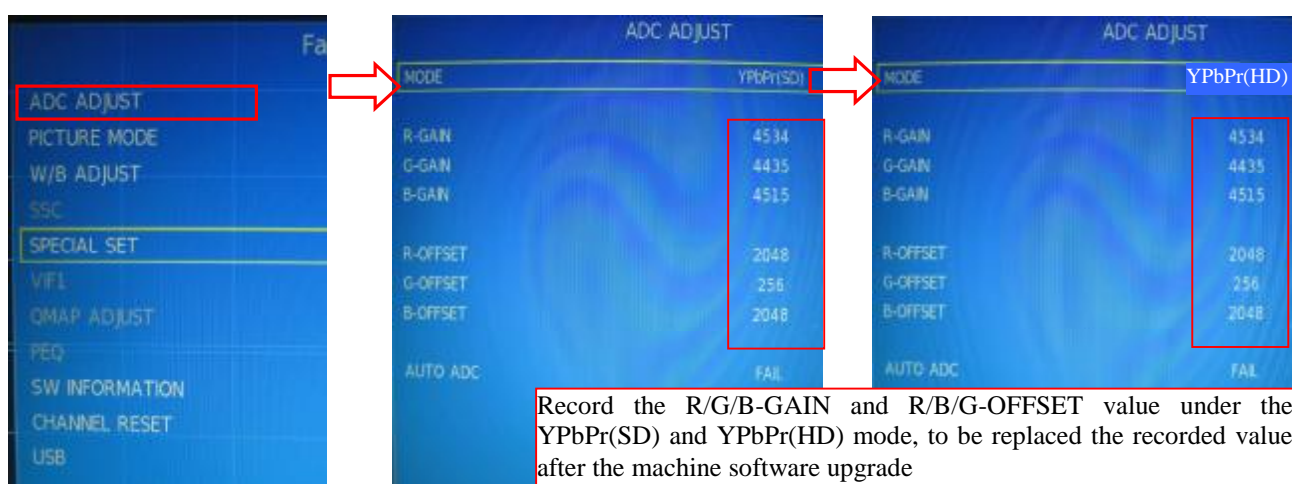 Fa
ADC ADJUST
PICTURE MODE
W/B ADJUST
SSC
SPECIAL SET
VIF1
QMAP ADJUST
PEQ
SW INFORMATION
CHANNEL RESET
USB
ADC ADJUST
MODE YPbPr(SD)
R-GAIN 4534
G-GAIN 4435
B-GAIN 4515
R-OFFSET 2048
G-OFFSET 256
B-OFFSET 2048
AUTO ADC FAIL
ADC ADJUST
MODE YPbPr(HD)
R-GAIN 4534
G-GAIN 4435
B-GAIN 4515
R-OFFSET 2048
G-OFFSET 256
B-OFFSET 2048
AUTO ADC FAIL
Record the R/G/B-GAIN and R/B/G-OFFSET value under the
YPbPr(SD) and YPbPr(HD) mode, to be replaced the recorded value
after the machine software upgrade